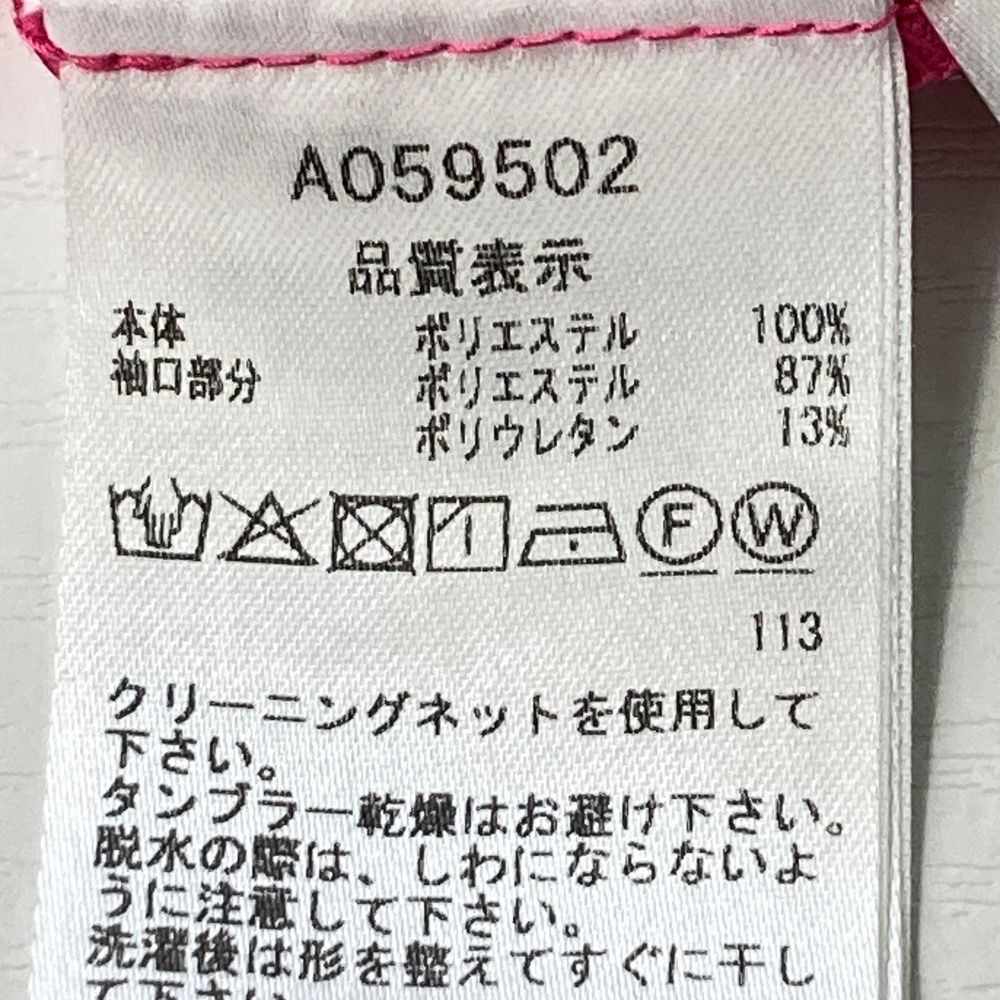 A059502
品質表示
本体 ポリエステル 100%
袖口部分 ポリエステル 87%
ポリウレタン 13%
F W
113
クリーニングネットを使用して
下さい。
タンブラー乾燥はお避け下さい。
脱水の際は、しわにならないよ
うに注意して下さい。
洗濯後は形を整えてすぐに干し
て下さい